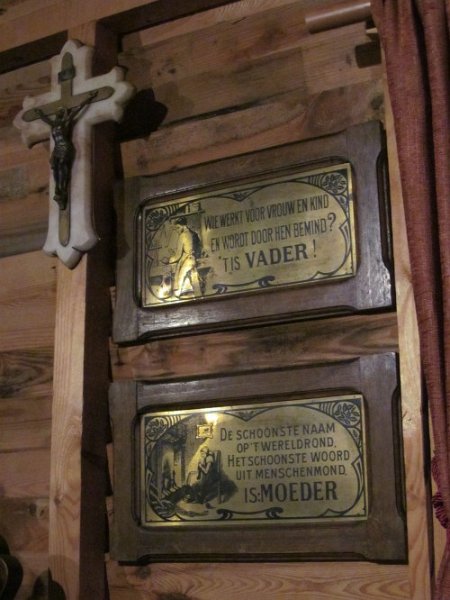 WIE WERKT VOOR VROUW EN KIND
EN WORDT DOOR HEN BEMIND?
'T IS VADER!
DE SCHOONSTE NAAM
OP 'T WERELDROND,
HET SCHOONSTE WOORD
UIT MENSCHENMOND,
IS: MOEDER